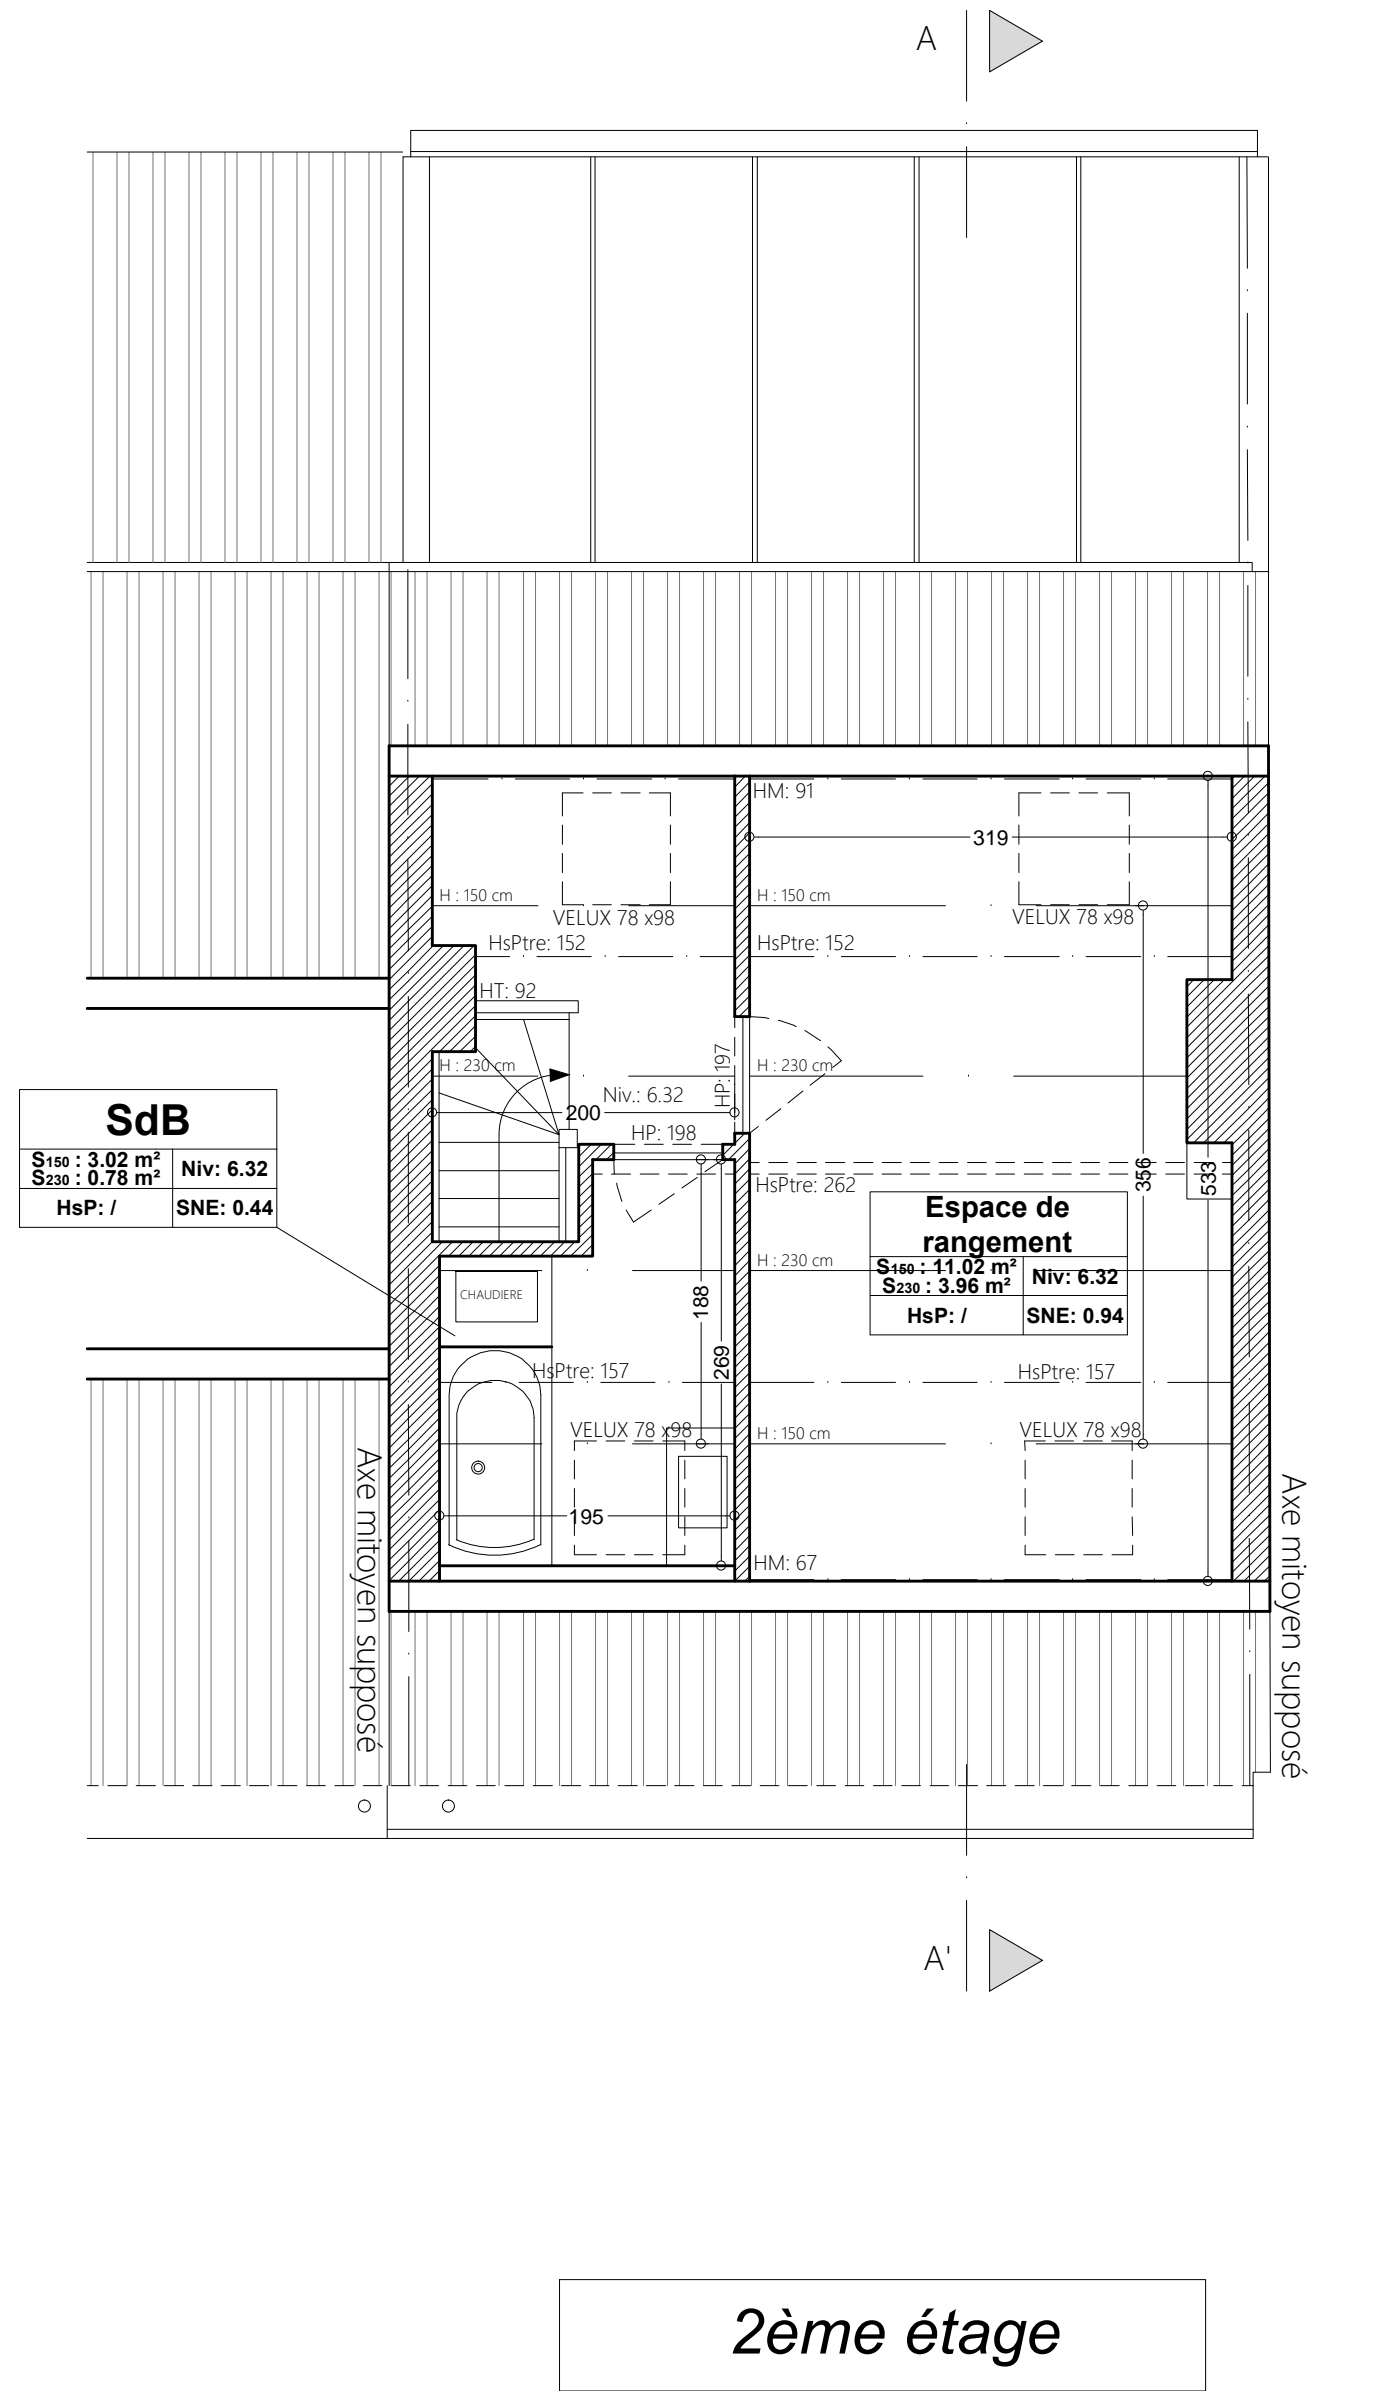 A
HM: 91
319
H : 150 cm
H : 150 cm
VELUX 78 x98
VELUX 78 x98
HsPtre: 152
HsPtre: 152
HT: 92
H : 230 cm
HP: 197
H : 230 cm
Niv.: 6.32
200
HP: 198
SdB
S150 : 3.02 m²
S230 : 0.78 m²
Niv: 6.32
HsP: /
SNE: 0.44
356
533
HsPtre: 262
Espace de
rangement
S150 : 11.02 m²
S230 : 3.96 m²
Niv: 6.32
HsP: /
SNE: 0.94
H : 230 cm
CHAUDIERE
188
269
HsPtre: 157
HsPtre: 157
VELUX 78 x98
H : 150 cm
VELUX 78 x98
195
HM: 67
Axe mitoyen supposé
Axe mitoyen supposé
A'
2ème étage